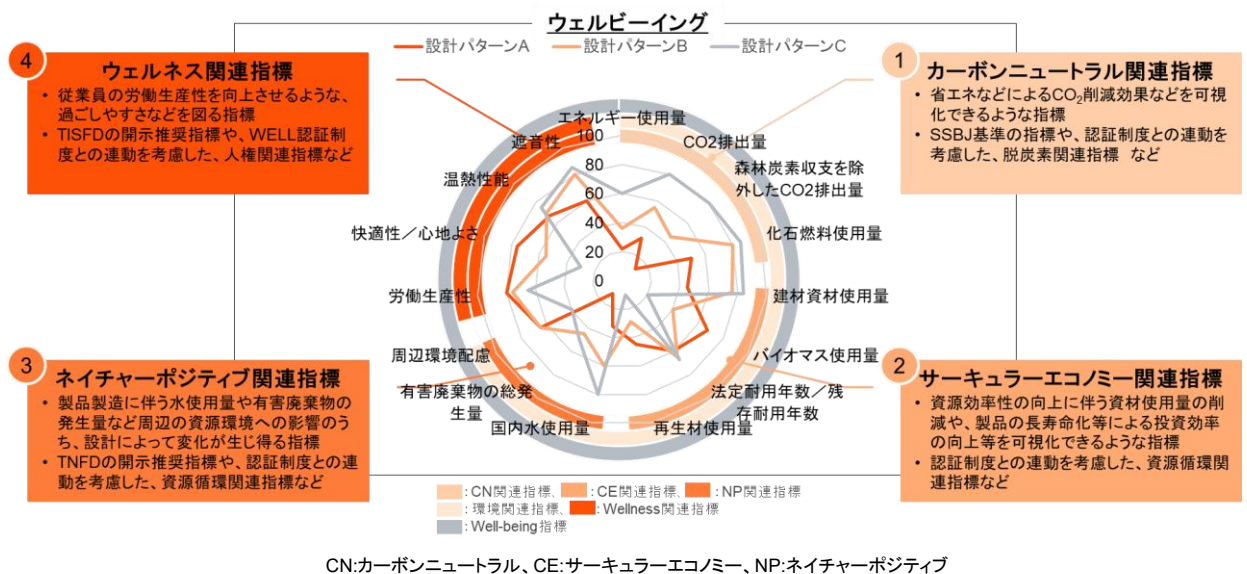 ウェルビーイング
設計パターンA
設計パターンB
設計パターンC
4
ウェルネス関連指標
• 従業員の労働生産性を向上させるような、
過ごしやすさなどを図る指標
• TISFDの開示推奨指標や、WELL認証制
度との連動を考慮した、人権関連指標など
1
カーボンニュートラル関連指標
• 省エネなどによるCO₂削減効果などを可視
化できるような指標
• SSBJ基準の指標や、認証制度との連動を
考慮した、脱炭素関連指標 など
エネルギー使用量
CO2排出量
森林炭素収支を除
外したCO2排出量
化石燃料使用量
建材資材使用量
バイオマス使用量
法定耐用年数／残
存耐用年数
再生材使用量
国内水使用量
有害廃棄物の総発
生量
周辺環境配慮
労働生産性
快適性／心地よさ
温熱性能
遮音性
100
80
60
40
20
0
3
ネイチャーポジティブ関連指標
• 製品製造に伴う水使用量や有害廃棄物の
発生量など周辺の資源環境への影響のう
ち、設計によって変化が生じ得る指標
• TNFDの開示推奨指標や、認証制度との連
動を考慮した、資源循環関連指標など
2
サーキュラーエコノミー関連指標
• 資源効率性の向上に伴う資材使用量の削
減や、製品の長寿命化等による投資効率
の向上等を可視化できるような指標
• 認証制度との連動を考慮した、資源循環関
連指標など
:CN関連指標、 :CE関連指標、 :NP関連指標
:環境関連指標、 :Wellness関連指標
:Well-being指標
CN:カーボンニュートラル、CE:サーキュラーエコノミー、NP:ネイチャーポジティブ